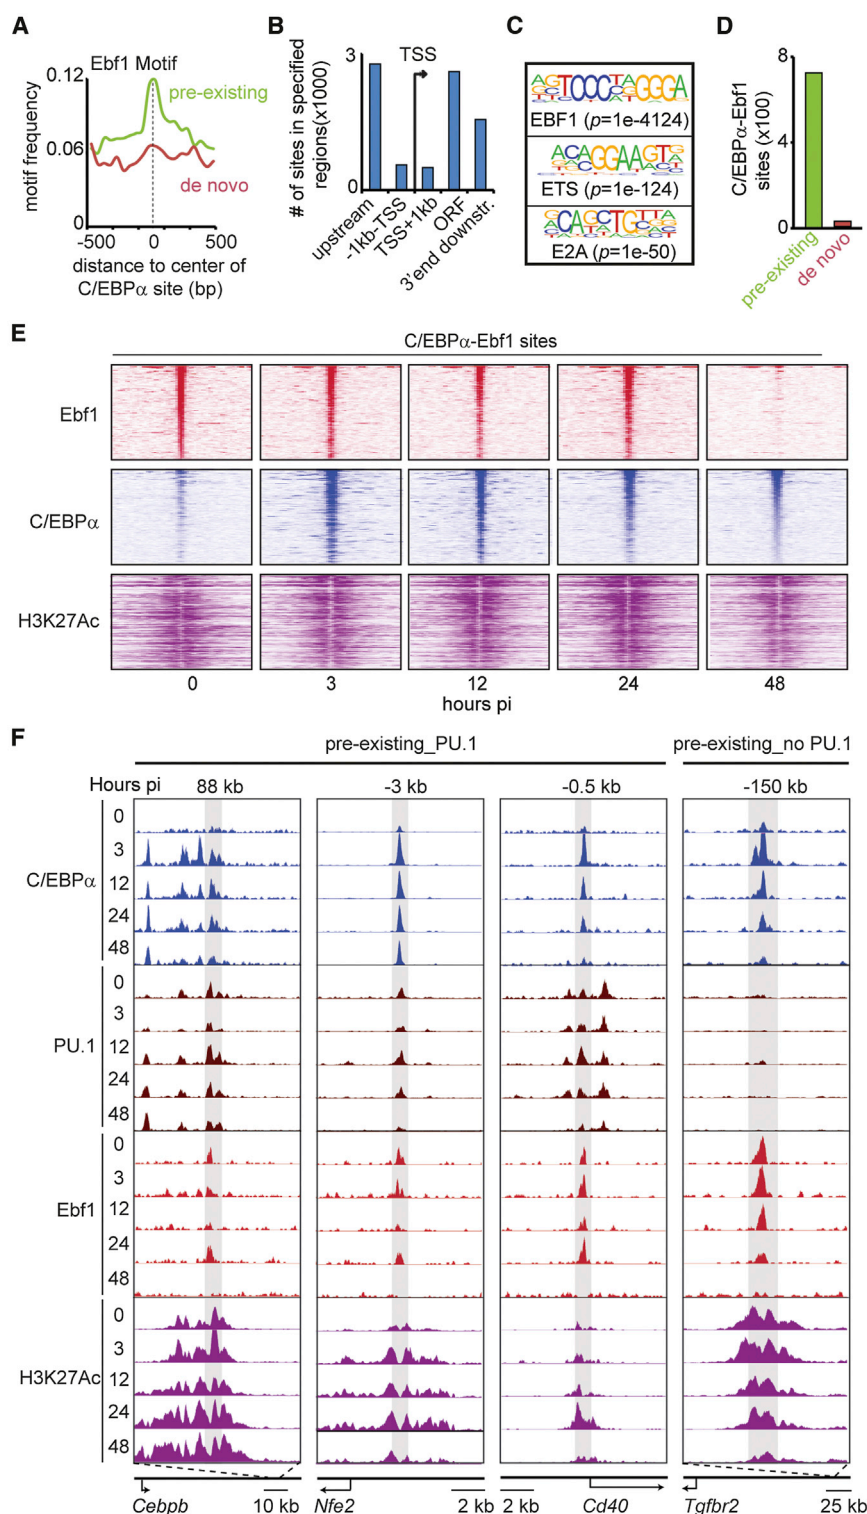 A
Ebf1 Motif
0.12
0.06
0
motif frequency
pre-existing
de novo
-500
0
500
distance to center of
C/EBPα site (bp)
B
# of sites in specified
regions(x1000)
3
0
TSS
upstream
-1kb-TSS
TSS+1kb
ORF
3'end downstr.
C
EBF1 (p=1e-4124)
ETS (p=1e-124)
E2A (p=1e-50)
D
C/EBPα-Ebf1
sites (x100)
8
4
0
pre-existing
de novo
E
C/EBPα-Ebf1 sites
Ebf1
C/EBPα
H3K27Ac
0
3
12
24
48
hours pi
F
pre-existing_PU.1
pre-existing_no PU.1
Hours pi
88 kb
-3 kb
-0.5 kb
-150 kb
C/EBPα
0
3
12
24
48
PU.1
0
3
12
24
48
Ebf1
0
3
12
24
48
H3K27Ac
0
3
12
24
48
Cebpb
10 kb
Nfe2
2 kb
2 kb
Cd40
Tgfbr2
25 kb